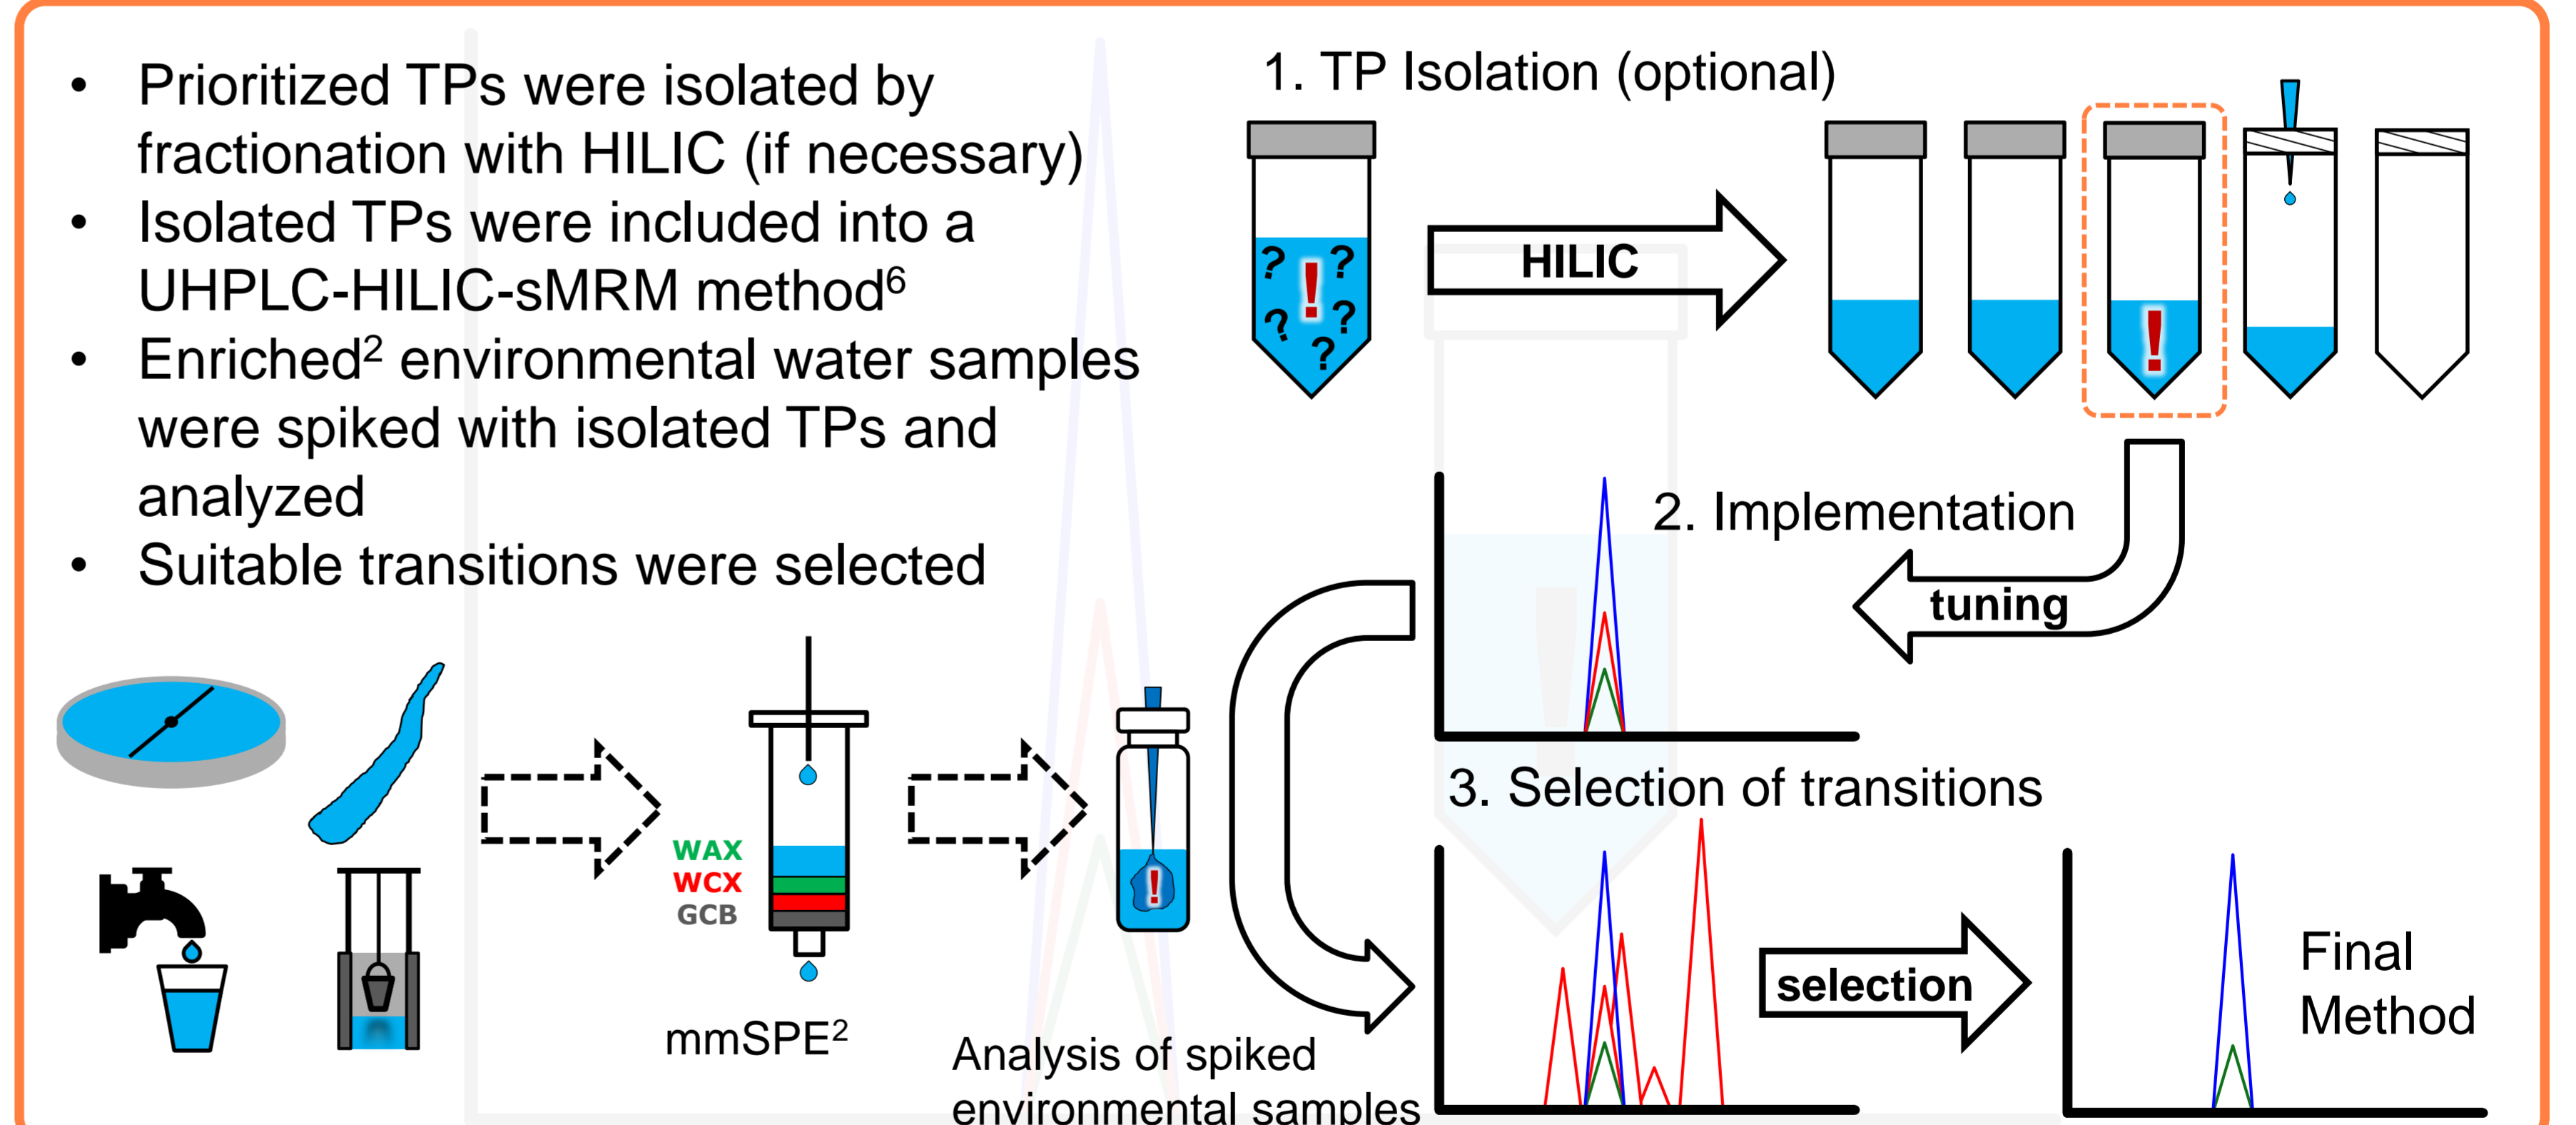 • Prioritized TPs were isolated by
fractionation with HILIC (if necessary)
• Isolated TPs were included into a
UHPLC-HILIC-sMRM method⁶
• Enriched² environmental water samples
were spiked with isolated TPs and
analyzed
• Suitable transitions were selected
1. TP Isolation (optional)
? ! ?
? ?
?
HILIC
!
2. Implementation
tuning
WAX
WCX
GCB
mmSPE²
!
Analysis of spiked
environmental samples
3. Selection of transitions
selection
Final
Method